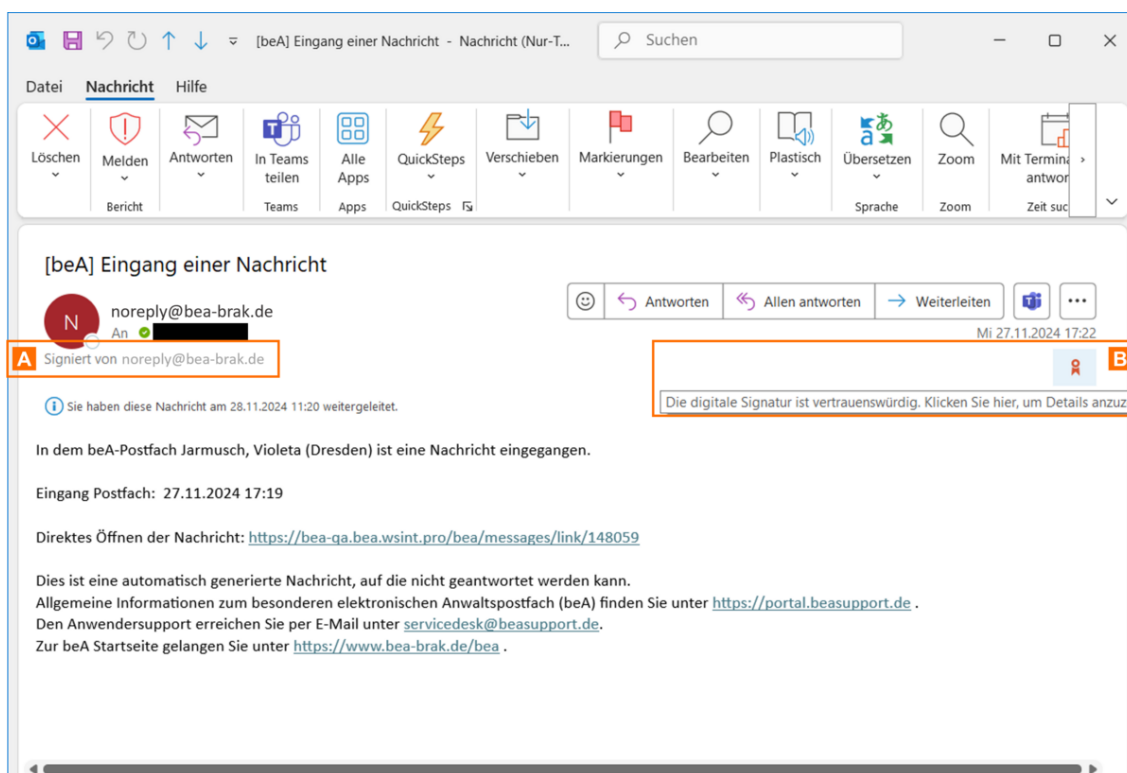 [beA] Eingang einer Nachricht - Nachricht (Nur-T...
Suchen
Datei Nachricht Hilfe
Löschen
Melden
Antworten
In Teams
teilen
Alle
Apps
QuickSteps
Verschieben
Markierungen
Bearbeiten
Plastisch
Übersetzen
Zoom
Mit Termin
antwor
Bericht
Teams
Apps
QuickSteps
Sprache
Zoom
Zeit suc
[beA] Eingang einer Nachricht
N
noreply@bea-brak.de
An
Antworten
Allen antworten
Weiterleiten
Mi 27.11.2024 17:22
A
Signiert von noreply@bea-brak.de
B
Die digitale Signatur ist vertrauenswürdig. Klicken Sie hier, um Details anzuz
Sie haben diese Nachricht am 28.11.2024 11:20 weitergeleitet.
In dem beA-Postfach Jarmusch, Violeta (Dresden) ist eine Nachricht eingegangen.
Eingang Postfach: 27.11.2024 17:19
Direktes Öffnen der Nachricht: https://bea-qa.bea.wsint.pro/bea/messages/link/148059
Dies ist eine automatisch generierte Nachricht, auf die nicht geantwortet werden kann.
Allgemeine Informationen zum besonderen elektronischen Anwaltspostfach (beA) finden Sie unter https://portal.beasupport.de .
Den Anwendersupport erreichen Sie per E-Mail unter servicedesk@beasupport.de.
Zur beA Startseite gelangen Sie unter https://www.bea-brak.de/bea .